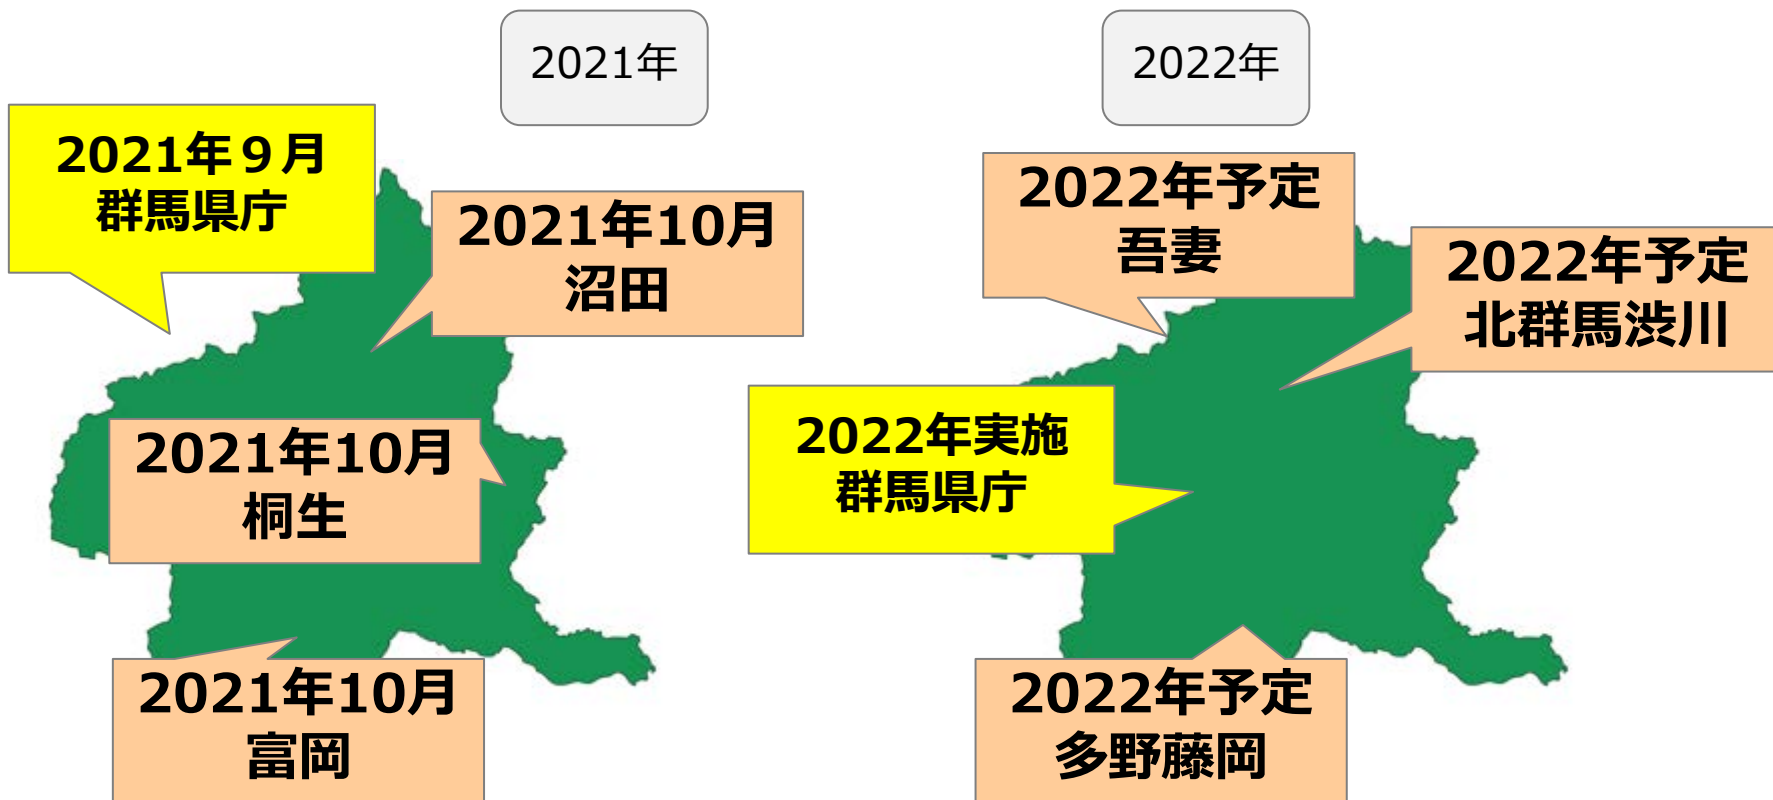 2021年
2021年９月
群馬県庁
2021年10月
沼田
2021年10月
桐生
2021年10月
富岡
2022年
2022年予定
吾妻
2022年予定
北群馬渋川
2022年実施
群馬県庁
2022年予定
多野藤岡